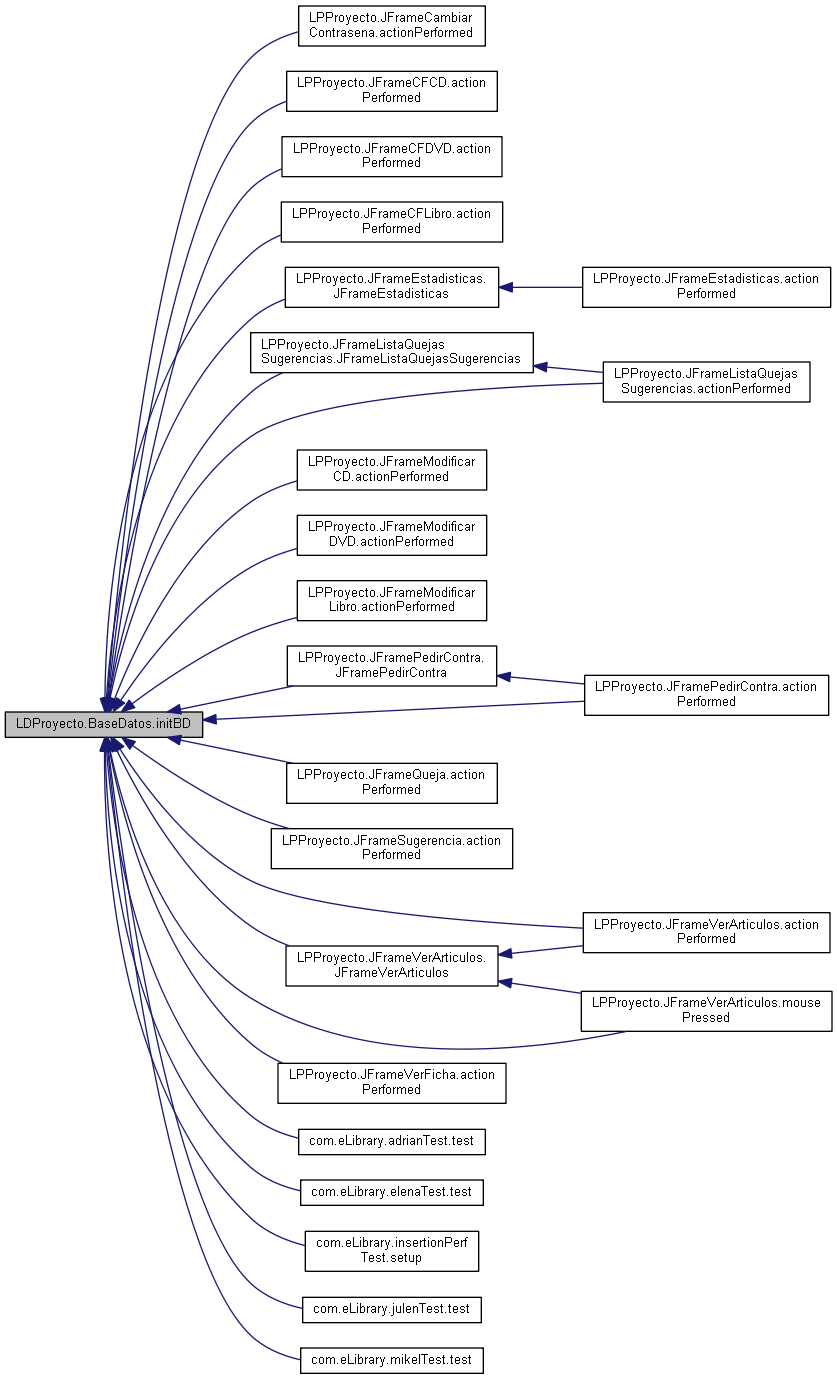 LPProyecto.JFrameCambiar
Contrasena.actionPerformed
LPProyecto.JFrameCFCD.action
Performed
LPProyecto.JFrameCFDVD.action
Performed
LPProyecto.JFrameCFLibro.action
Performed
LPProyecto.JFrameEstadisticas.
JFrameEstadisticas
LPProyecto.JFrameEstadisticas.action
Performed
LPProyecto.JFrameListaQuejas
Sugerencias.JFrameListaQuejasSugerencias
LPProyecto.JFrameListaQuejas
Sugerencias.actionPerformed
LPProyecto.JFrameModificar
CD.actionPerformed
LPProyecto.JFrameModificar
DVD.actionPerformed
LPProyecto.JFrameModificar
Libro.actionPerformed
LPProyecto.JFramePedirContra.
JFramePedirContra
LPProyecto.JFramePedirContra.action
Performed
LDProyecto.BaseDatos.initBD
LPProyecto.JFrameQueja.action
Performed
LPProyecto.JFrameSugerencia.action
Performed
LPProyecto.JFrameVerArticulos.action
Performed
LPProyecto.JFrameVerArticulos.
JFrameVerArticulos
LPProyecto.JFrameVerArticulos.mouse
Pressed
LPProyecto.JFrameVerFicha.action
Performed
com.eLibrary.adrianTest.test
com.eLibrary.elenaTest.test
com.eLibrary.insertionPerf
Test.setup
com.eLibrary.julenTest.test
com.eLibrary.mikelTest.test